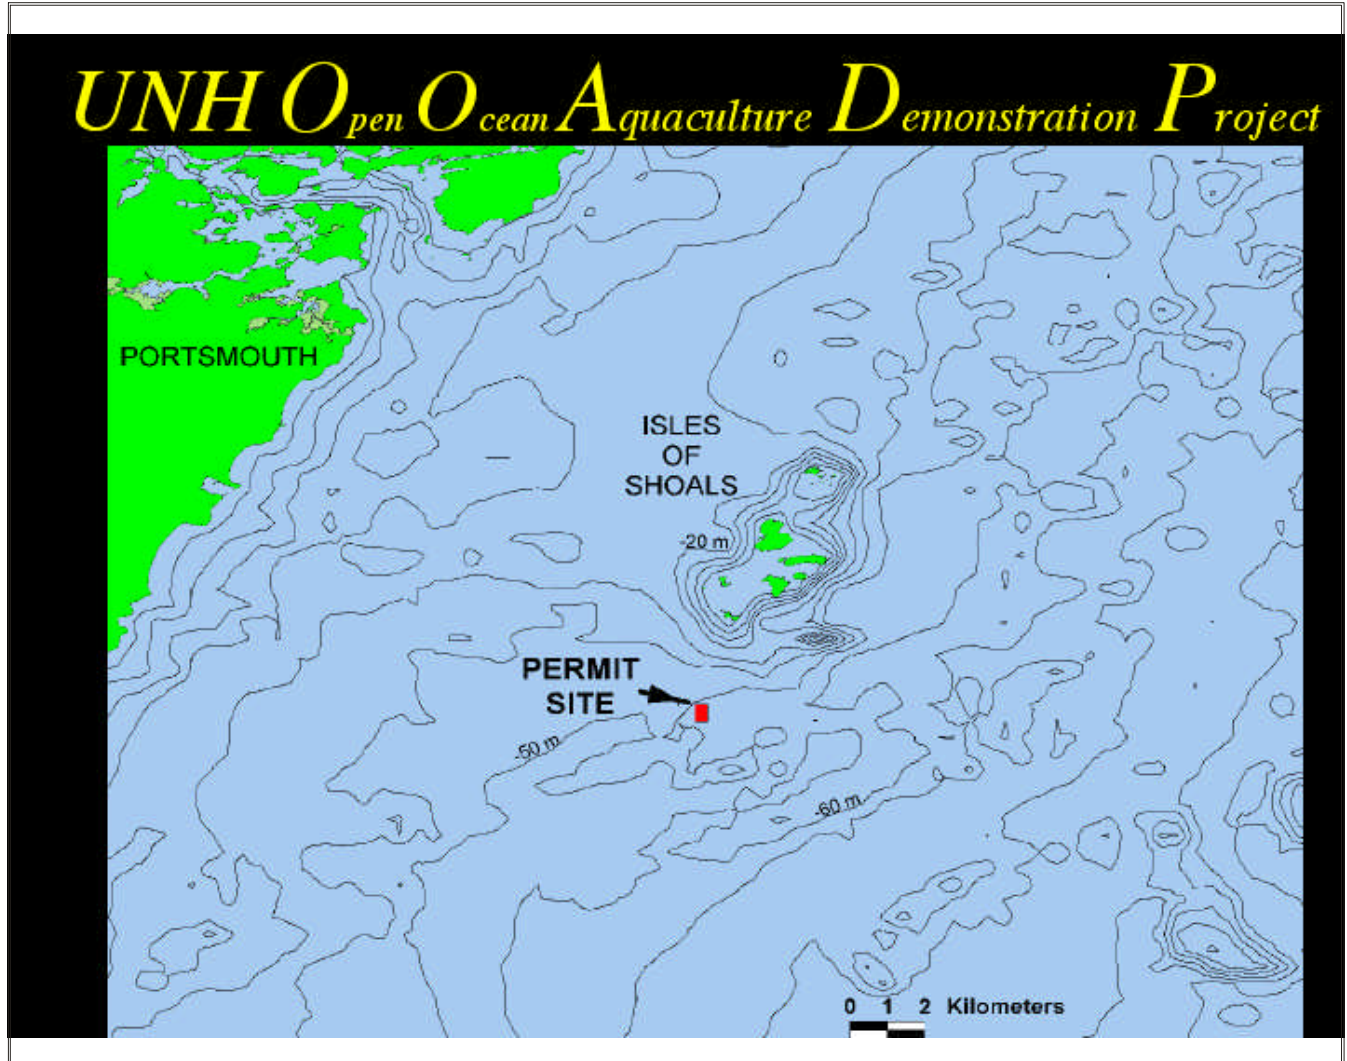 UNH Open Ocean Aquaculture Demonstration Project
PORTSMOUTH
ISLES
OF
SHOALS
-20 m
PERMIT
SITE
-50 m
-60 m
0 1 2 Kilometers